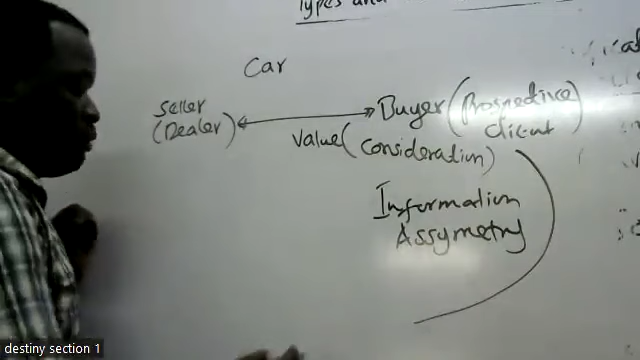 Types and
Car
Seller
(Dealer)
Buyer (Prospective
Client)
Value (Consideration)
Information
Assymetry
destiny section 1